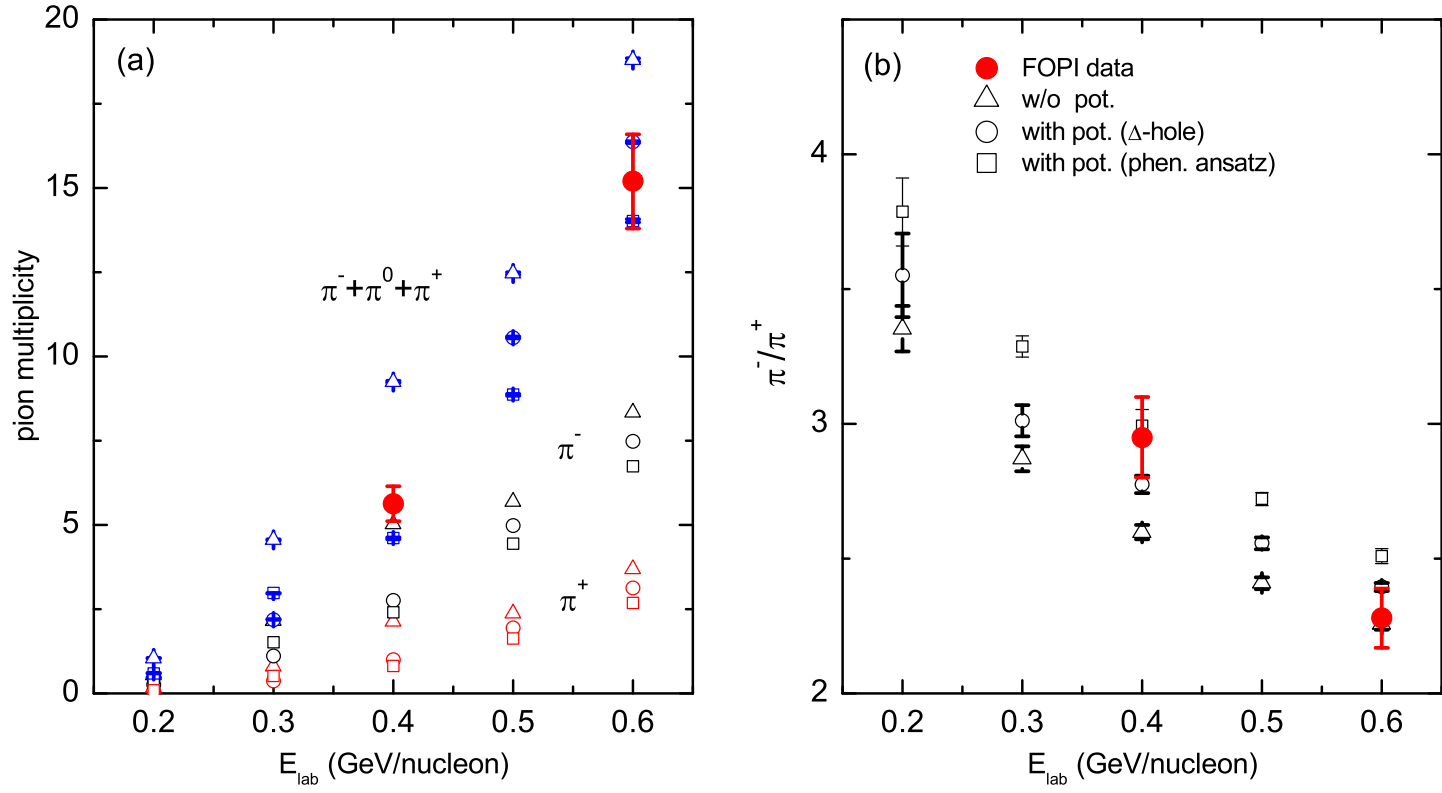 (a)
20
15
10
5
0
pion multiplicity
π⁻+π⁰+π⁺
π⁻
π⁺
0.2 0.3 0.4 0.5 0.6
E_lab (GeV/nucleon)
(b)
FOPI data
w/o pot.
with pot. (Δ-hole)
with pot. (phen. ansatz)
4
3
2
π⁻/π⁺
0.2 0.3 0.4 0.5 0.6
E_lab (GeV/nucleon)